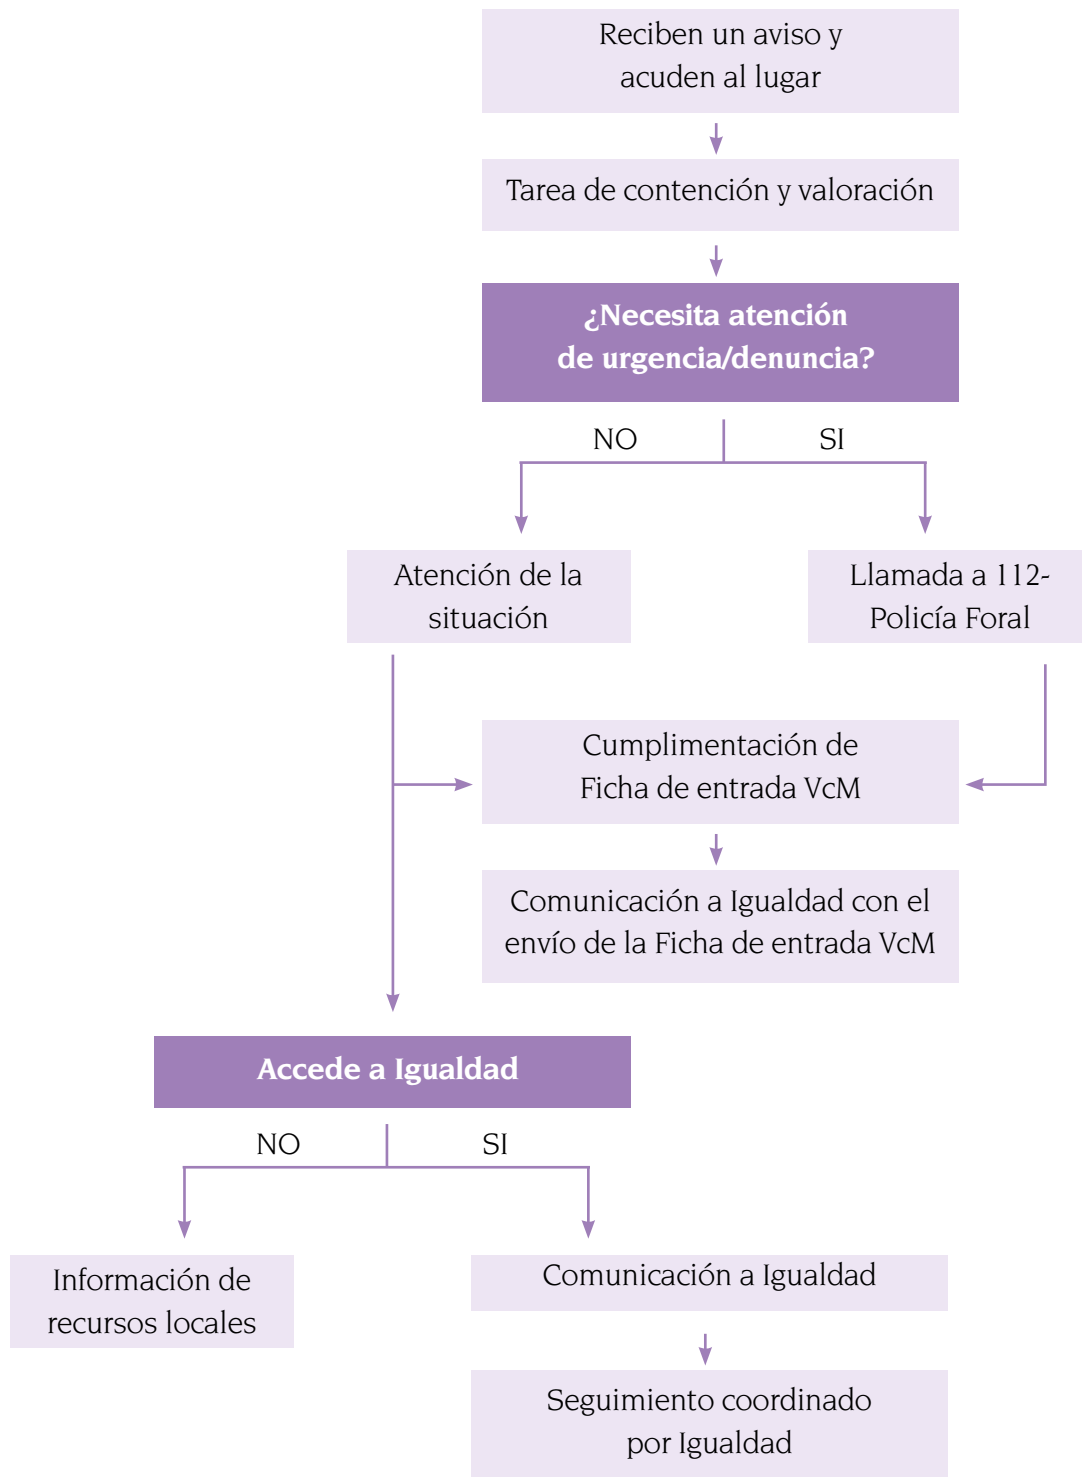 Reciben un aviso y
acuden al lugar
Tarea de contención y valoración
¿Necesita atención
de urgencia/denuncia?
NO
SI
Atención de la
situación
Llamada a 112-
Policía Foral
Cumplimentación de
Ficha de entrada VcM
Comunicación a Igualdad con el
envío de la Ficha de entrada VcM
Accede a Igualdad
NO
SI
Información de
recursos locales
Comunicación a Igualdad
Seguimiento coordinado
por Igualdad